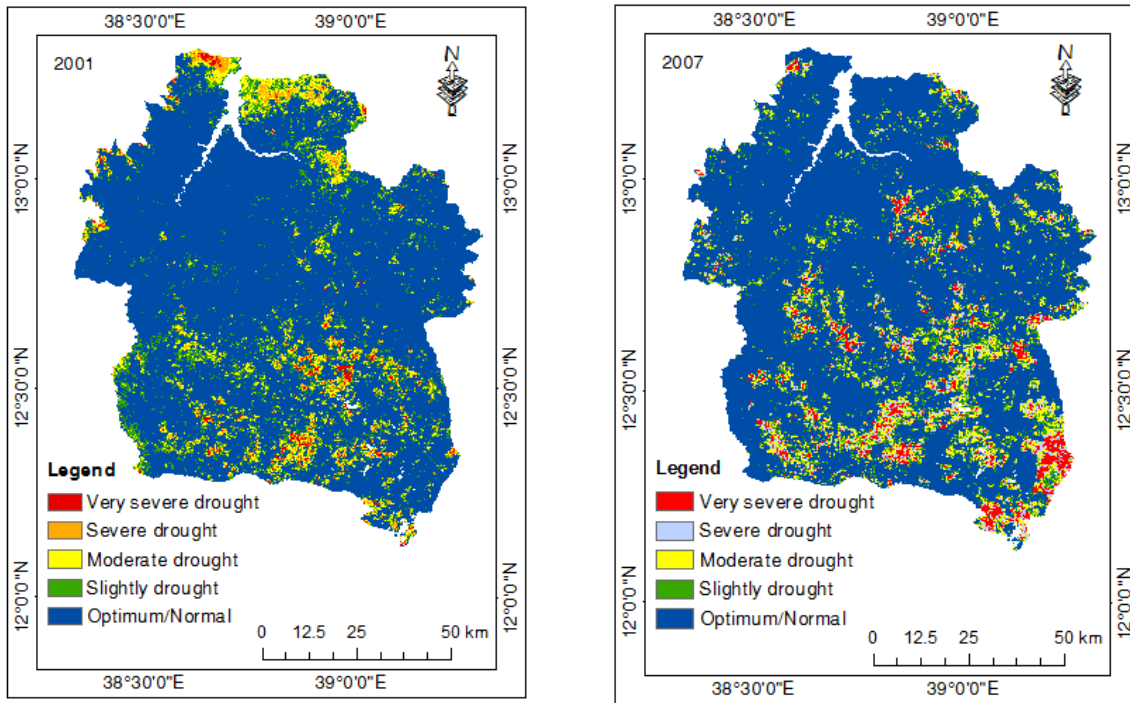 38°30'0"E 39°0'0"E
2001
N
13°0'0"N 13°0'0"N
12°30'0"N 12°30'0"N
12°0'0"N 12°0'0"N
Legend
Very severe drought
Severe drought
Moderate drought
Slightly drought
Optimum/Normal
0 12.5 25 50 km
38°30'0"E 39°0'0"E
38°30'0"E 39°0'0"E
2007
N
13°0'0"N 13°0'0"N
12°30'0"N 12°30'0"N
12°0'0"N 12°0'0"N
Legend
Very severe drought
Severe drought
Moderate drought
Slightly drought
Optimum/Normal
0 12.5 25 50 km
38°30'0"E 39°0'0"E